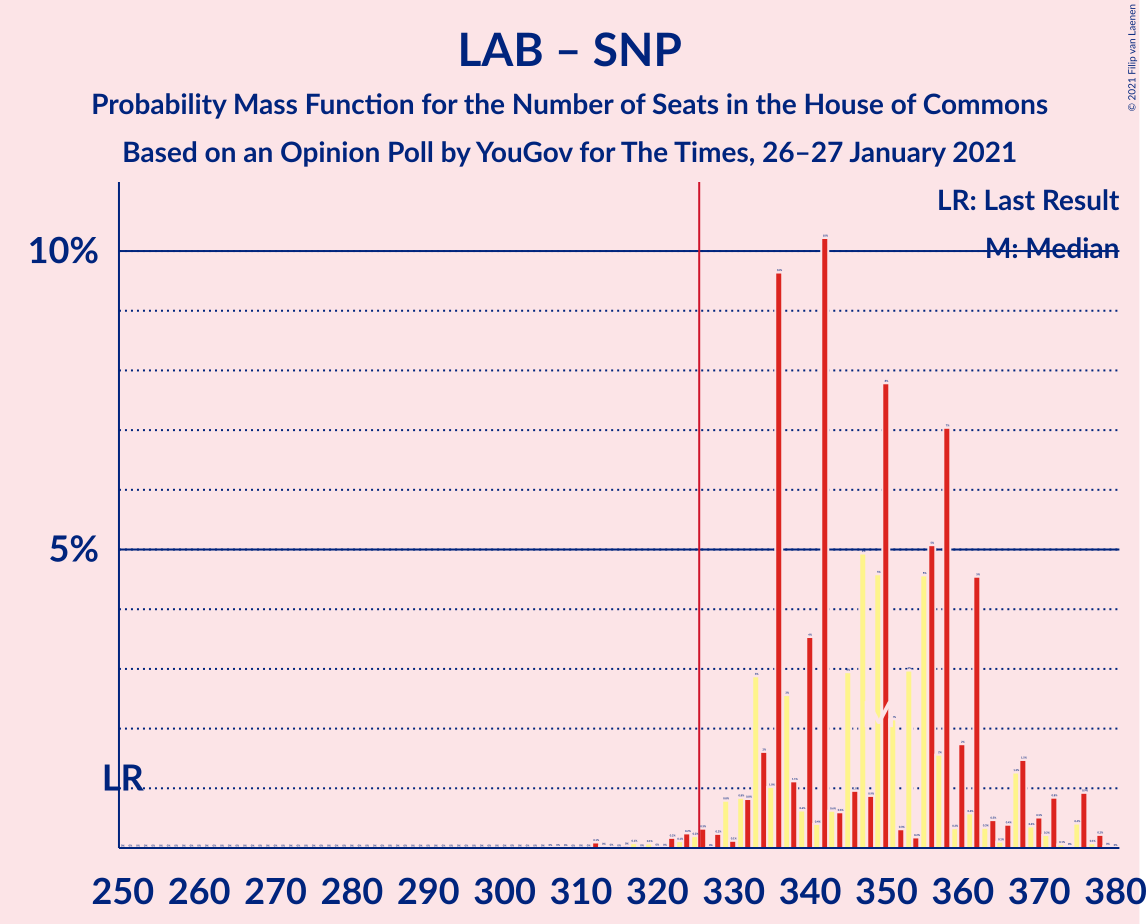 LAB – SNP
Probability Mass Function for the Number of Seats in the House of Commons
Based on an Opinion Poll by YouGov for The Times, 26–27 January 2021
© 2021 Filip van Laenen
LR: Last Result
M: Median
10%
5%
LR
250 260 270 280 290 300 310 320 330 340 350 360 370 380